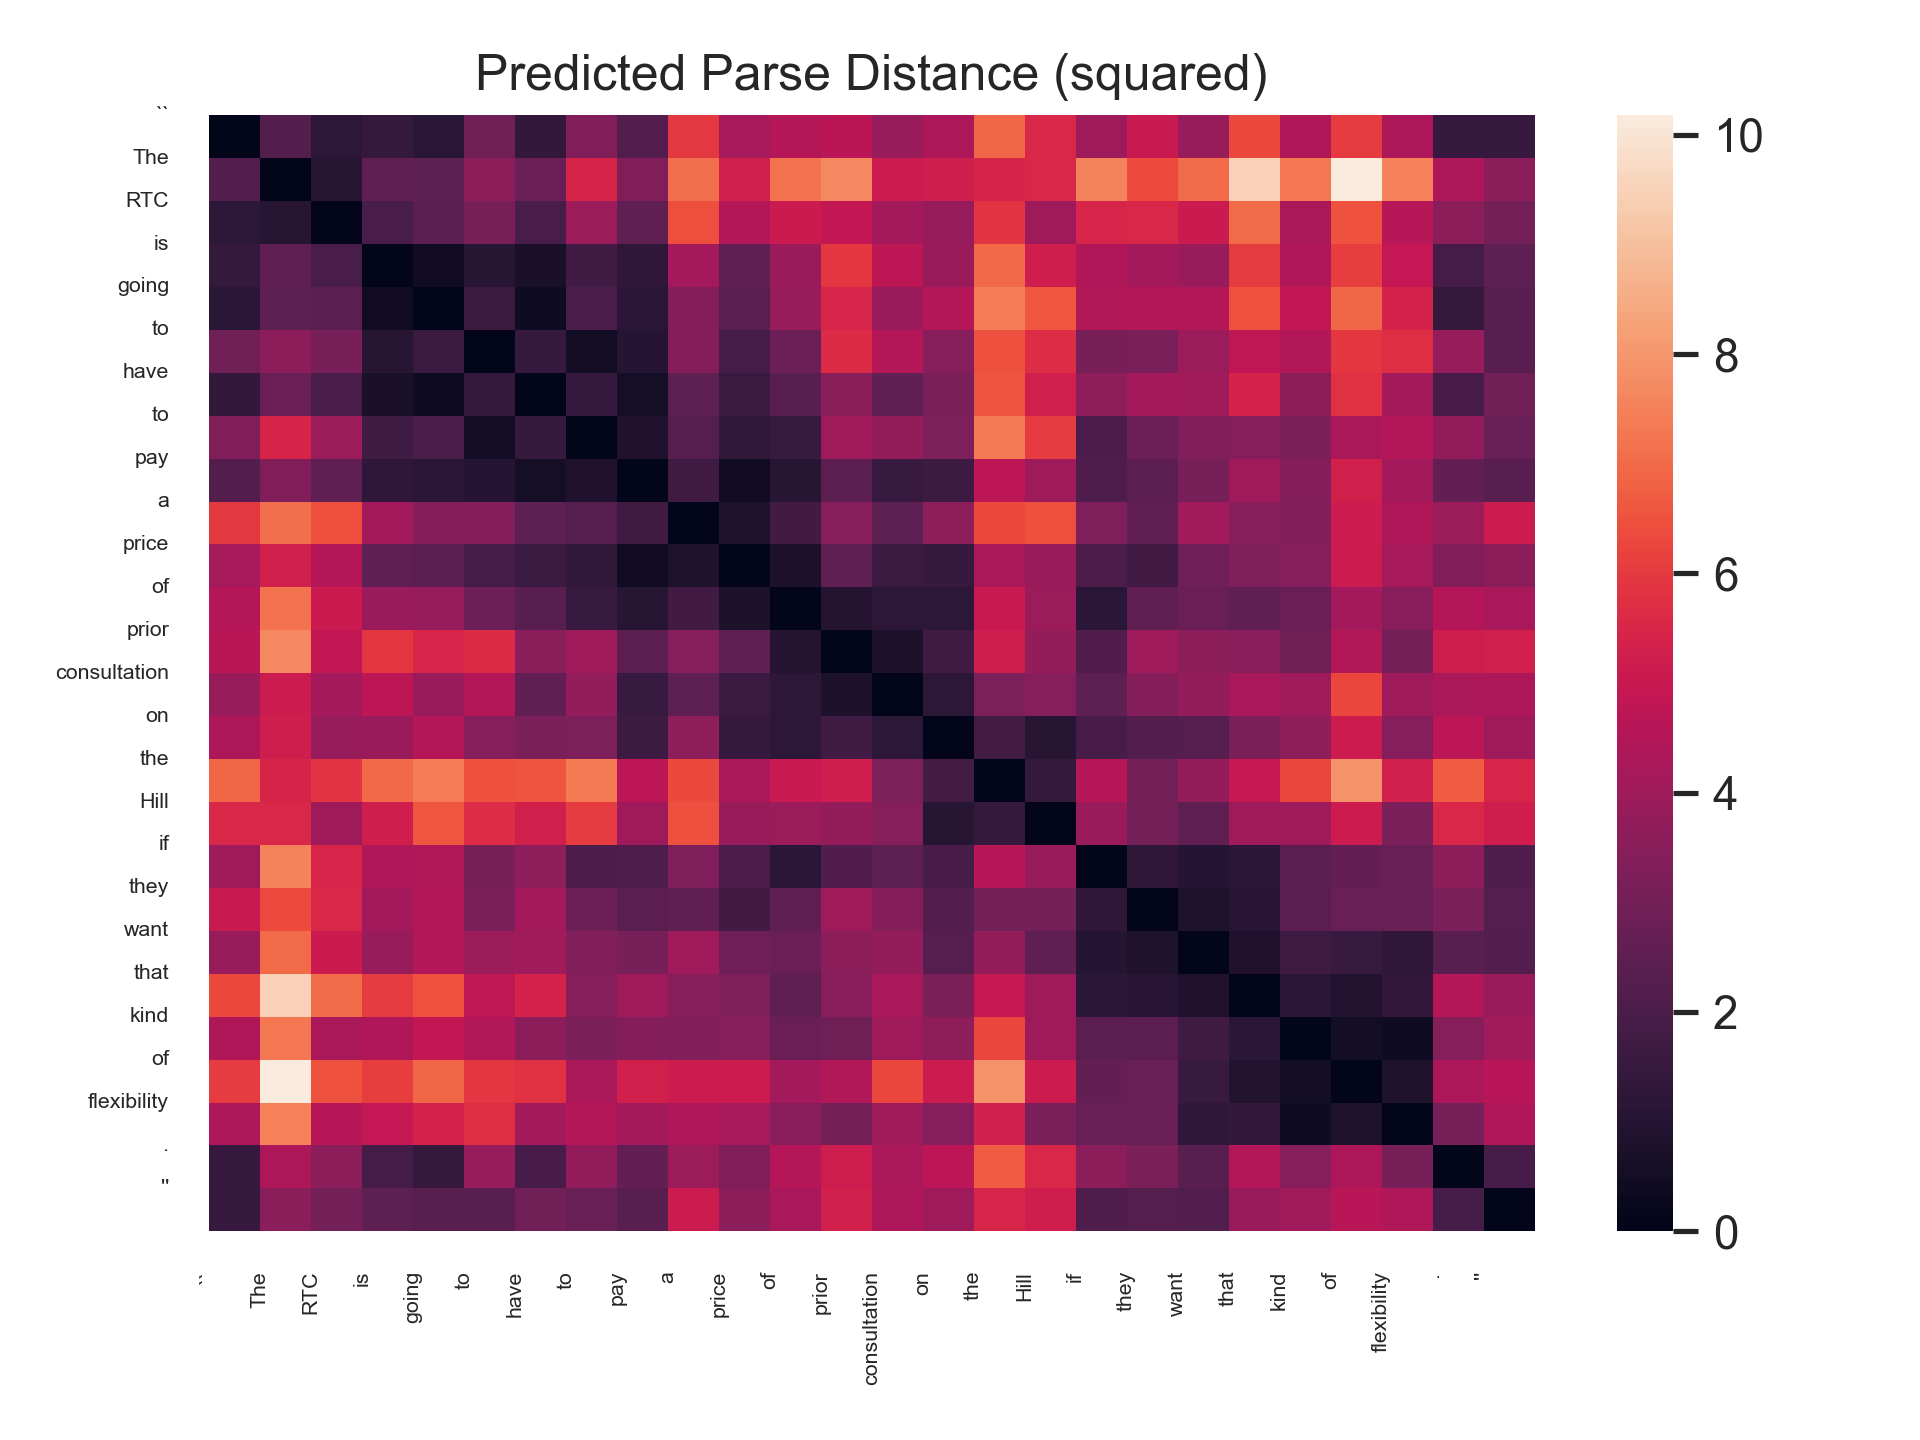 Predicted Parse Distance (squared)
``
The
RTC
is
going
to
have
to
pay
a
price
of
prior
consultation
on
the
Hill
if
they
want
that
kind
of
flexibility
.
''
10
8
6
4
2
0
``
The
RTC
is
going
to
have
to
pay
a
price
of
prior
consultation
on
the
Hill
if
they
want
that
kind
of
flexibility
.
''